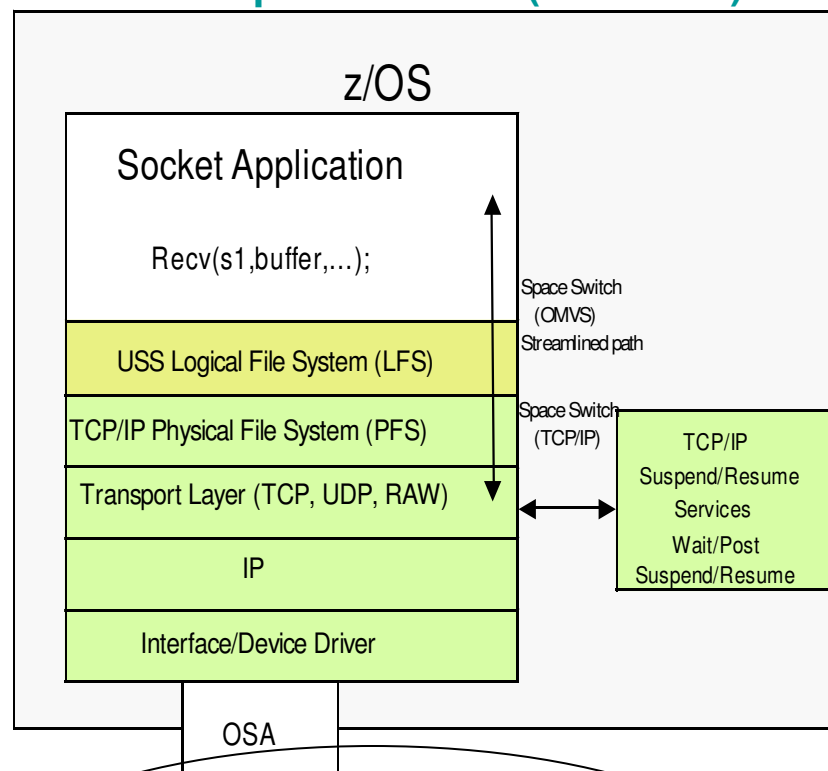 z/OS
Socket Application
Recv(s1,buffer,...);
Space Switch
(OMVS)
Streamlined path
USS Logical File System (LFS)
Space Switch
(TCP/IP)
TCP/IP Physical File System (PFS)
Transport Layer (TCP, UDP, RAW)
TCP/IP
Suspend/Resume
Services
Wait/Post
Suspend/Resume
IP
Interface/Device Driver
OSA